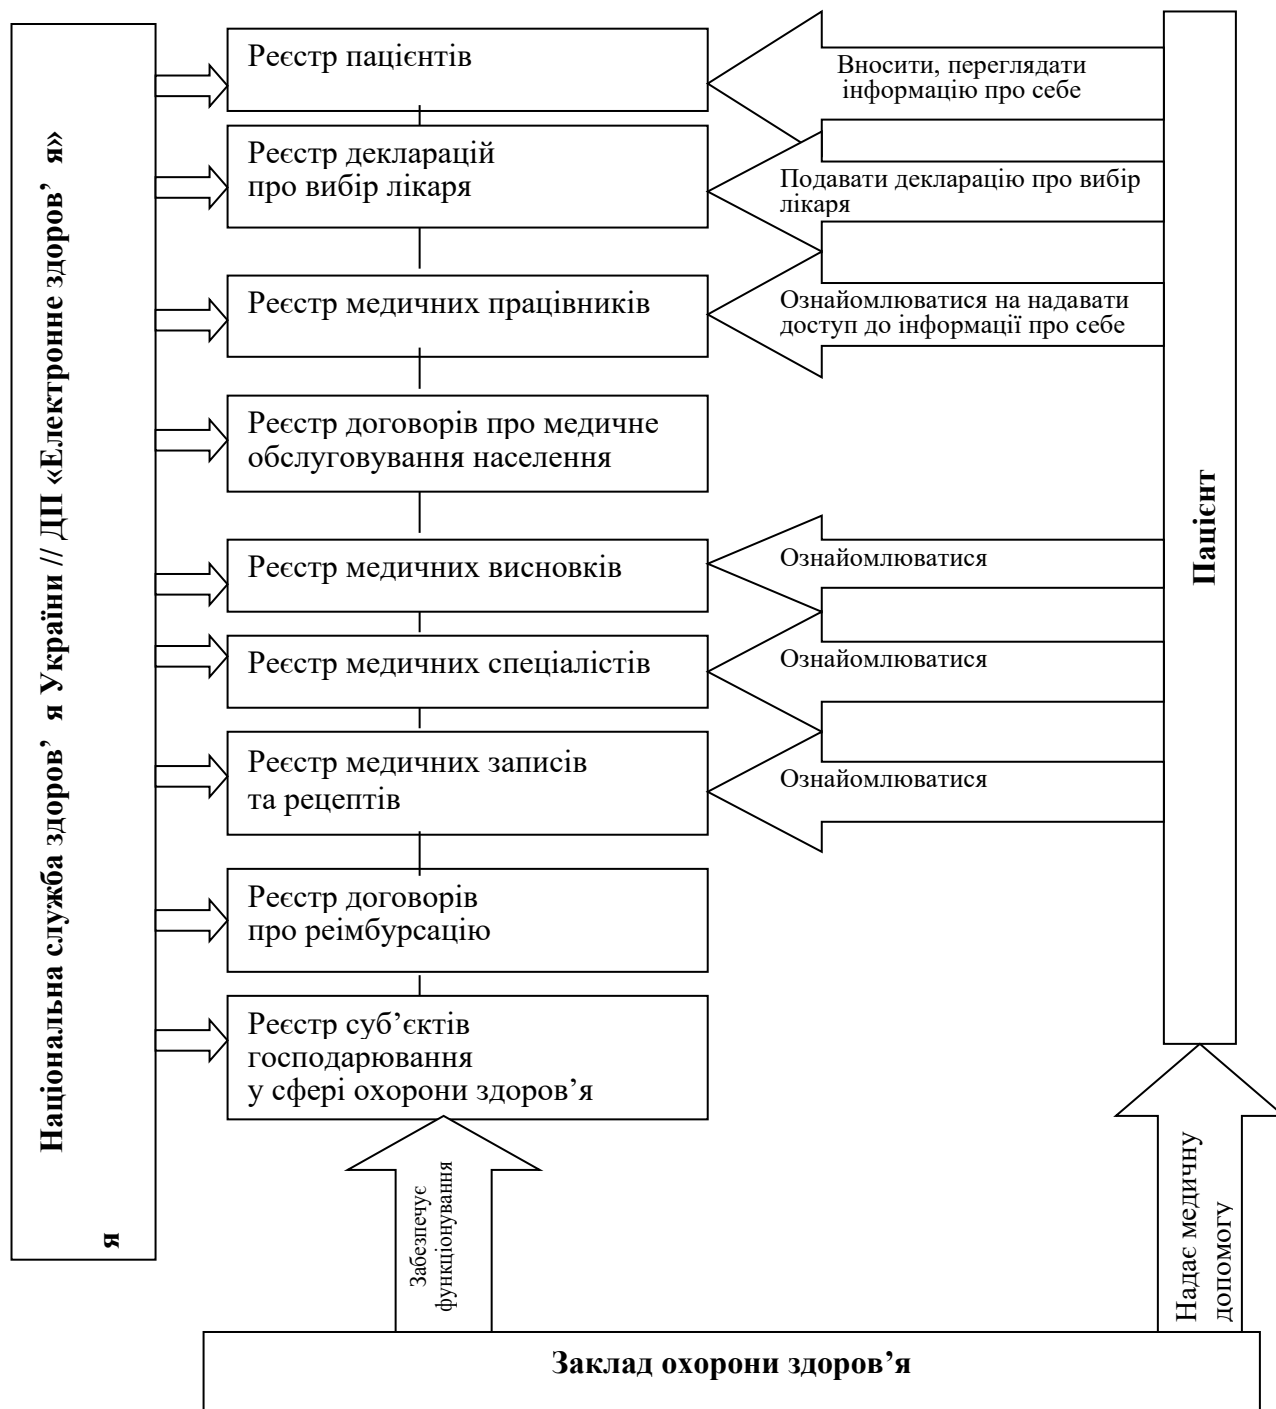 Національна служба здоров’ я України // ДП «Електронне здоров’ я»
я
Реєстр пацієнтів
Реєстр декларацій
про вибір лікаря
Реєстр медичних працівників
Реєстр договорів про медичне
обслуговування населення
Реєстр медичних висновків
Реєстр медичних спеціалістів
Реєстр медичних записів
та рецептів
Реєстр договорів
про реімбурсацію
Реєстр суб’єктів
господарювання
у сфері охорони здоров’я
Вносити, переглядати
інформацію про себе
Подавати декларацію про вибір
лікаря
Ознайомлюватися на надавати
доступ до інформації про себе
Ознайомлюватися
Ознайомлюватися
Ознайомлюватися
Пацієнт
Забезпечує
функціонування
Надає медичну
допомогу
Заклад охорони здоров’я